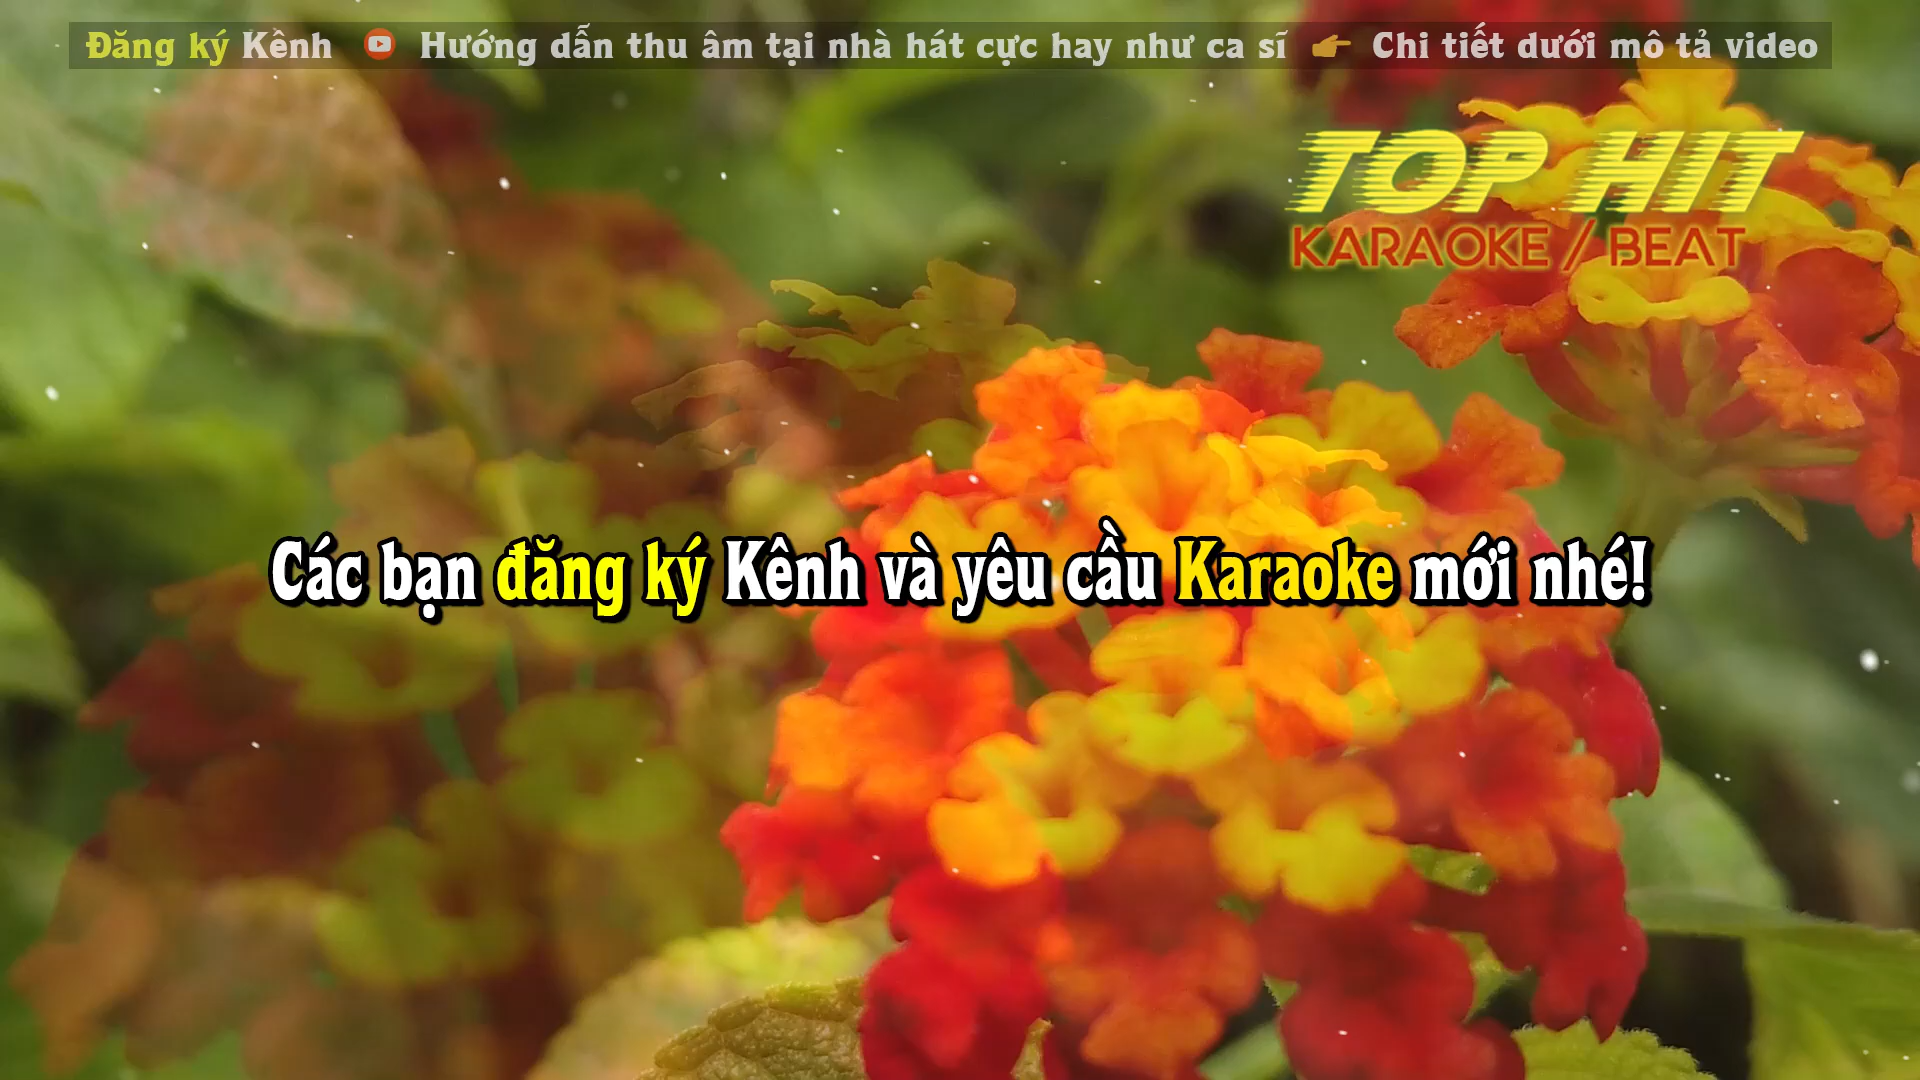 Đăng ký Kênh Hướng dẫn thu âm tại nhà hát cực hay như ca sĩ Chi tiết dưới mô tả video
TOP HIT
KARAOKE / BEAT
Các bạn đăng ký Kênh và yêu cầu Karaoke mới nhé!